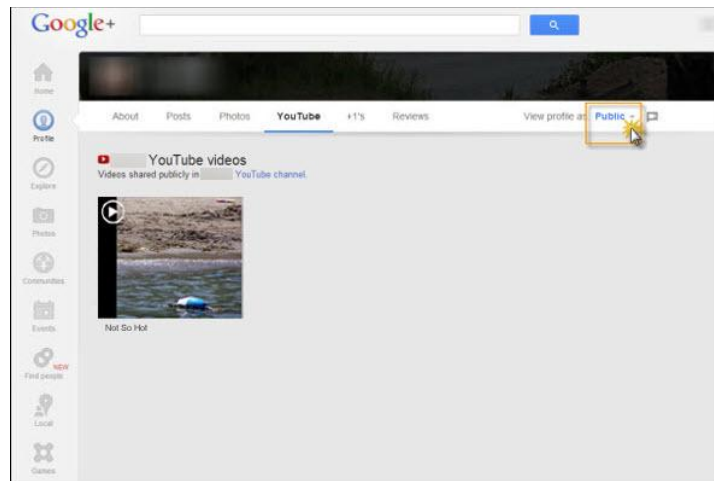 Google+
Home
About Posts Photos YouTube +1's Reviews View profile as Public
Profile
YouTube videos
Videos shared publicly in YouTube channel.
Explore
Photos
Communities
Events
Not So Hot
NEW
Find people
Local
Games